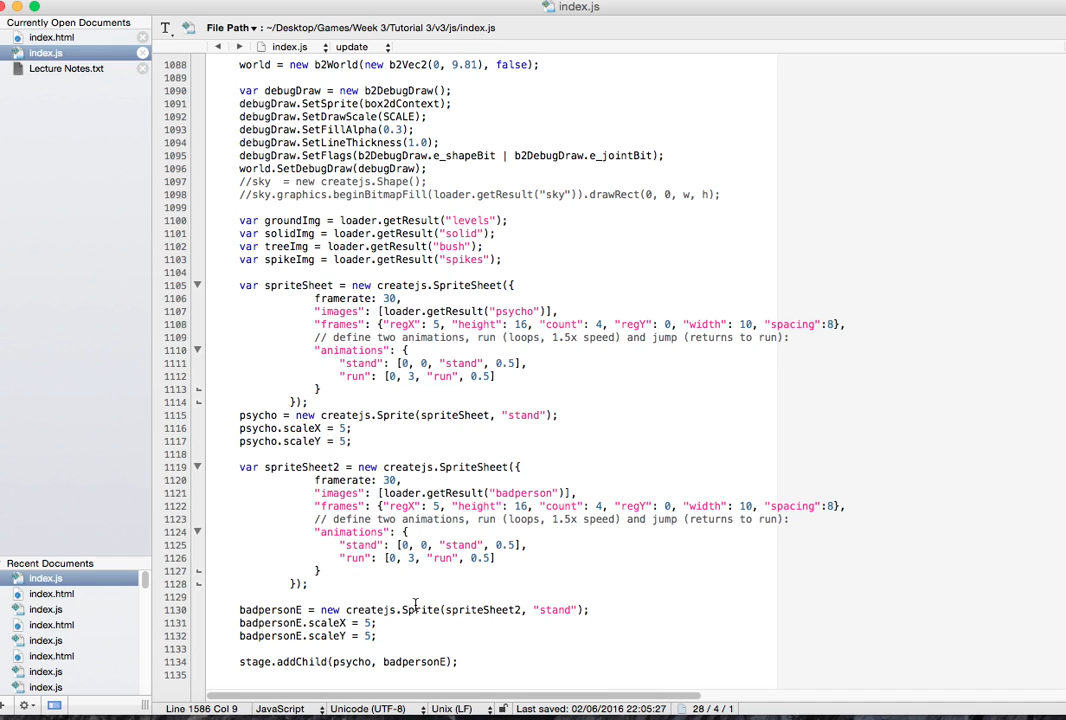 index.js
Currently Open Documents
index.html
index.js
Lecture Notes.txt
File Path ▾ : ~/Desktop/Games/Week 3/Tutorial 3/v3/js/index.js
index.js update
1088 world = new b2World(new b2Vec2(0, 9.81), false);
1089
1090 var debugDraw = new b2DebugDraw();
1091 debugDraw.SetSprite(box2dContext);
1092 debugDraw.SetDrawScale(SCALE);
1093 debugDraw.SetFillAlpha(0.3);
1094 debugDraw.SetLineThickness(1.0);
1095 debugDraw.SetFlags(b2DebugDraw.e_shapeBit | b2DebugDraw.e_jointBit);
1096 world.SetDebugDraw(debugDraw);
1097 //sky = new createjs.Shape();
1098 //sky.graphics.beginBitmapFill(loader.getResult("sky")).drawRect(0, 0, w, h);
1099
1100 var groundImg = loader.getResult("levels");
1101 var solidImg = loader.getResult("solid");
1102 var treeImg = loader.getResult("bush");
1103 var spikeImg = loader.getResult("spikes");
1104
1105 var spriteSheet = new createjs.SpriteSheet({
1106 framerate: 30,
1107 "images": [loader.getResult("psycho")],
1108 "frames": {"regX": 5, "height": 16, "count": 4, "regY": 0, "width": 10, "spacing":8},
1109 // define two animations, run (loops, 1.5x speed) and jump (returns to run):
1110 "animations": {
1111 "stand": [0, 0, "stand", 0.5],
1112 "run": [0, 3, "run", 0.5]
1113 }
1114 });
1115 psycho = new createjs.Sprite(spriteSheet, "stand");
1116 psycho.scaleX = 5;
1117 psycho.scaleY = 5;
1118
1119 var spriteSheet2 = new createjs.SpriteSheet({
1120 framerate: 30,
1121 "images": [loader.getResult("badperson")],
1122 "frames": {"regX": 5, "height": 16, "count": 4, "regY": 0, "width": 10, "spacing":8},
1123 // define two animations, run (loops, 1.5x speed) and jump (returns to run):
1124 "animations": {
1125 "stand": [0, 0, "stand", 0.5],
1126 "run": [0, 3, "run", 0.5]
1127 }
1128 });
1129
1130 badpersonE = new createjs.Sprite(spriteSheet2, "stand");
1131 badpersonE.scaleX = 5;
1132 badpersonE.scaleY = 5;
1133
1134 stage.addChild(psycho, badpersonE);
1135
Recent Documents
index.js
index.html
index.js
index.html
index.js
index.html
index.js
index.js
Line 1586 Col 9 JavaScript Unicode (UTF-8) Unix (LF) Last saved: 02/06/2016 22:05:27 28 / 4 / 1